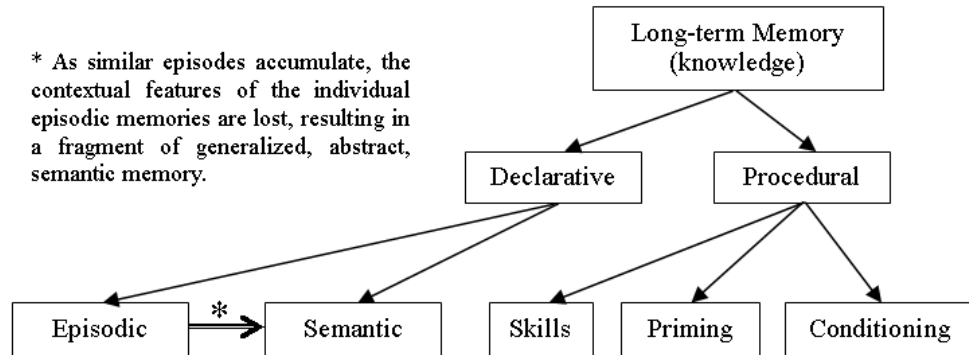 Long-term Memory
(knowledge)
* As similar episodes accumulate, the
contextual features of the individual
episodic memories are lost, resulting in
a fragment of generalized, abstract,
semantic memory.
Declarative
Procedural
*
Episodic
Semantic
Skills
Priming
Conditioning